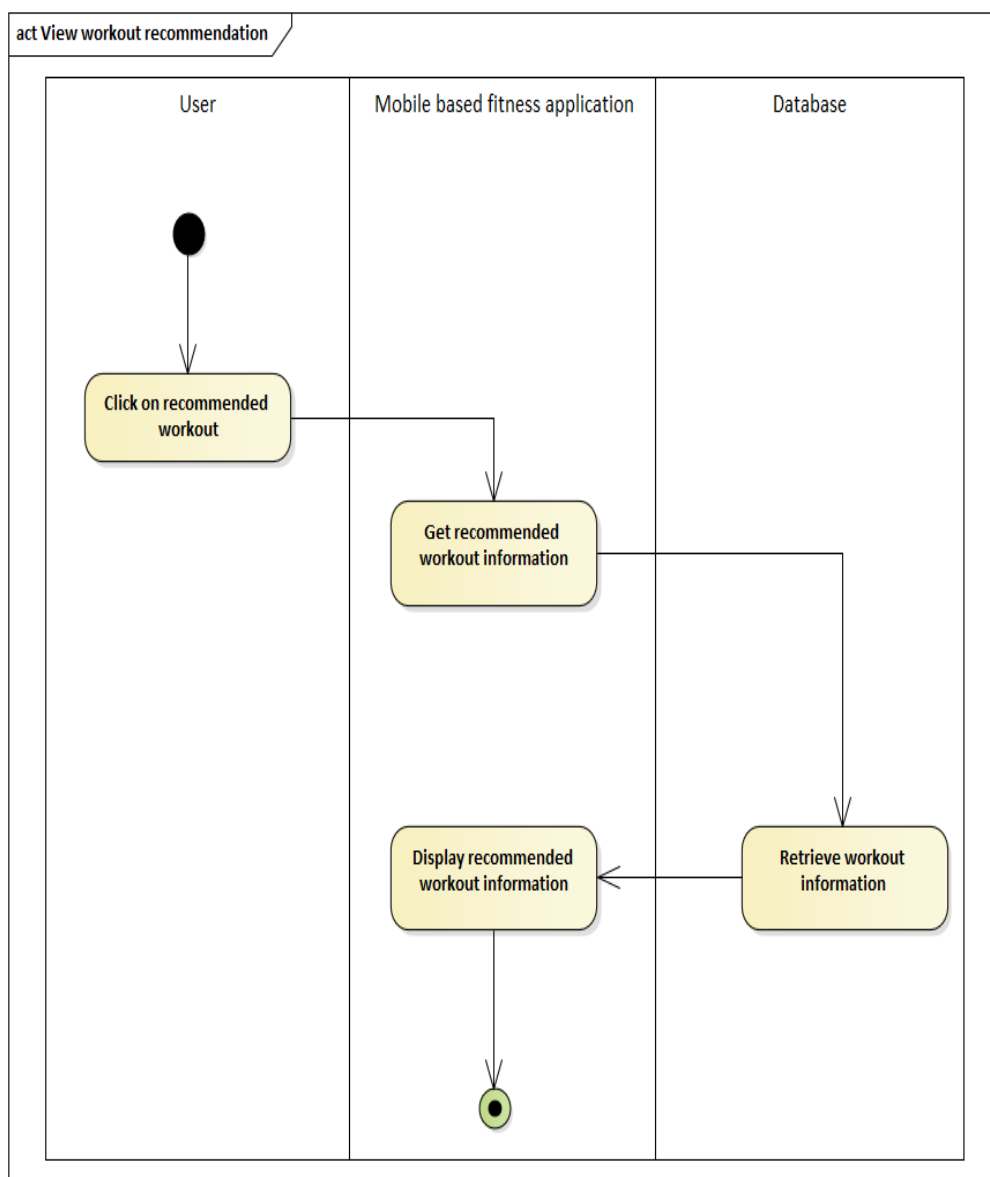 act View workout recommendation
User
Mobile based fitness application
Database
Click on recommended
workout
Get recommended
workout information
Display recommended
workout information
Retrieve workout
information